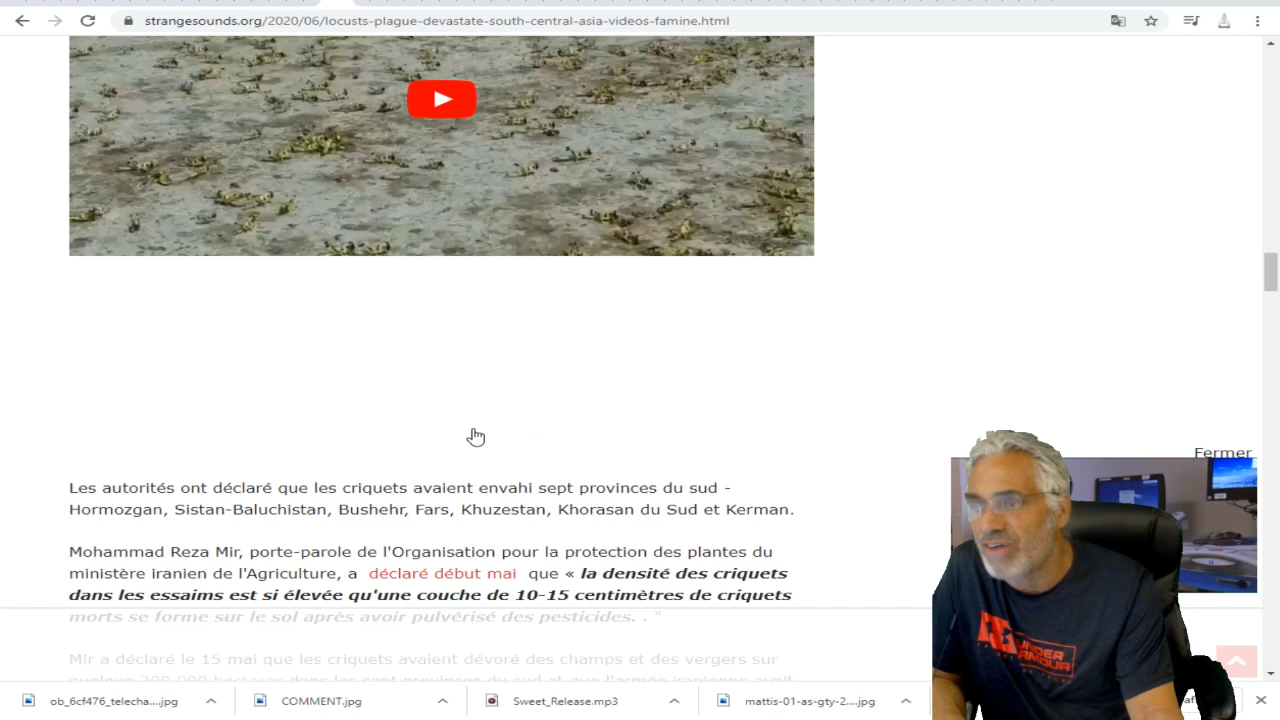 strangesounds.org/2020/06/locusts-plague-devastate-south-central-asia-videos-famine.html
Fermer
Les autorités ont déclaré que les criquets avaient envahi sept provinces du sud -
Hormozgan, Sistan-Baluchistan, Bushehr, Fars, Khuzestan, Khorasan du Sud et Kerman.
Mohammad Reza Mir, porte-parole de l'Organisation pour la protection des plantes du
ministère iranien de l'Agriculture, a déclaré début mai que « la densité des criquets
dans les essaims est si élevée qu'une couche de 10-15 centimètres de criquets
morts se forme sur le sol après avoir pulvérisé des pesticides. . "
Mir a déclaré le 15 mai que les criquets avaient dévoré des champs et des vergers sur
UNDER
ARMOUR
ob_6cf476_telecha....jpg
COMMENT.jpg
Sweet_Release.mp3
mattis-01-as-gty-2....jpg